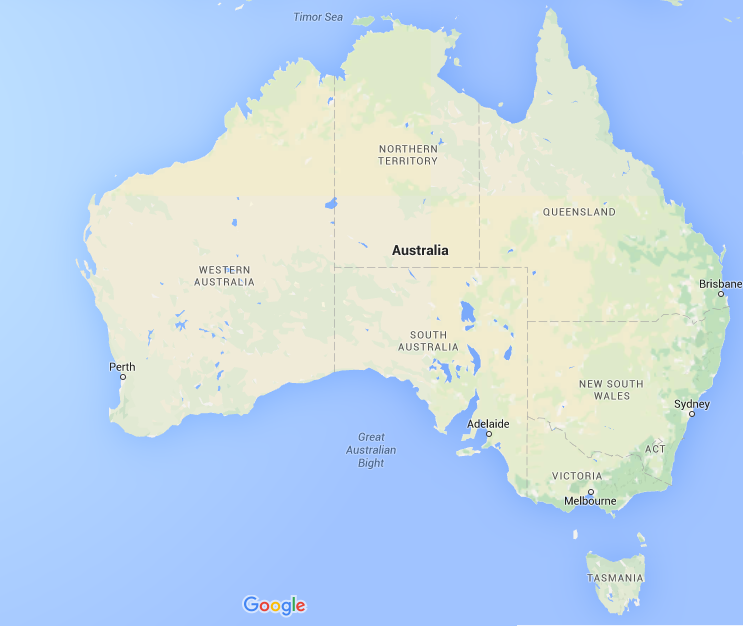 Timor Sea
NORTHERN
TERRITORY
QUEENSLAND
Australia
WESTERN
AUSTRALIA
Brisbane
SOUTH
AUSTRALIA
Perth
NEW SOUTH
WALES
Sydney
Adelaide
Great
Australian
Bight
ACT
VICTORIA
Melbourne
TASMANIA
Google